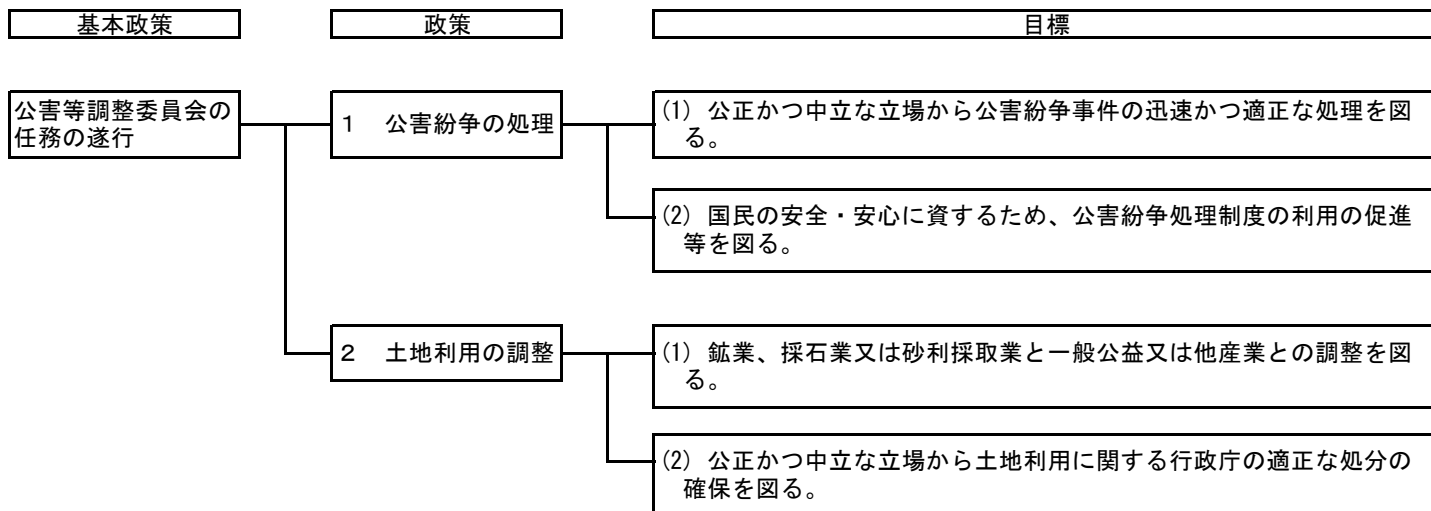 基本政策
政策
目標
公害等調整委員会の
任務の遂行
１　公害紛争の処理
(1) 公正かつ中立な立場から公害紛争事件の迅速かつ適正な処理を図
る。
(2) 国民の安全・安心に資するため、公害紛争処理制度の利用の促進
等を図る。
２　土地利用の調整
(1) 鉱業、採石業又は砂利採取業と一般公益又は他産業との調整を図
る。
(2) 公正かつ中立な立場から土地利用に関する行政庁の適正な処分の
確保を図る。